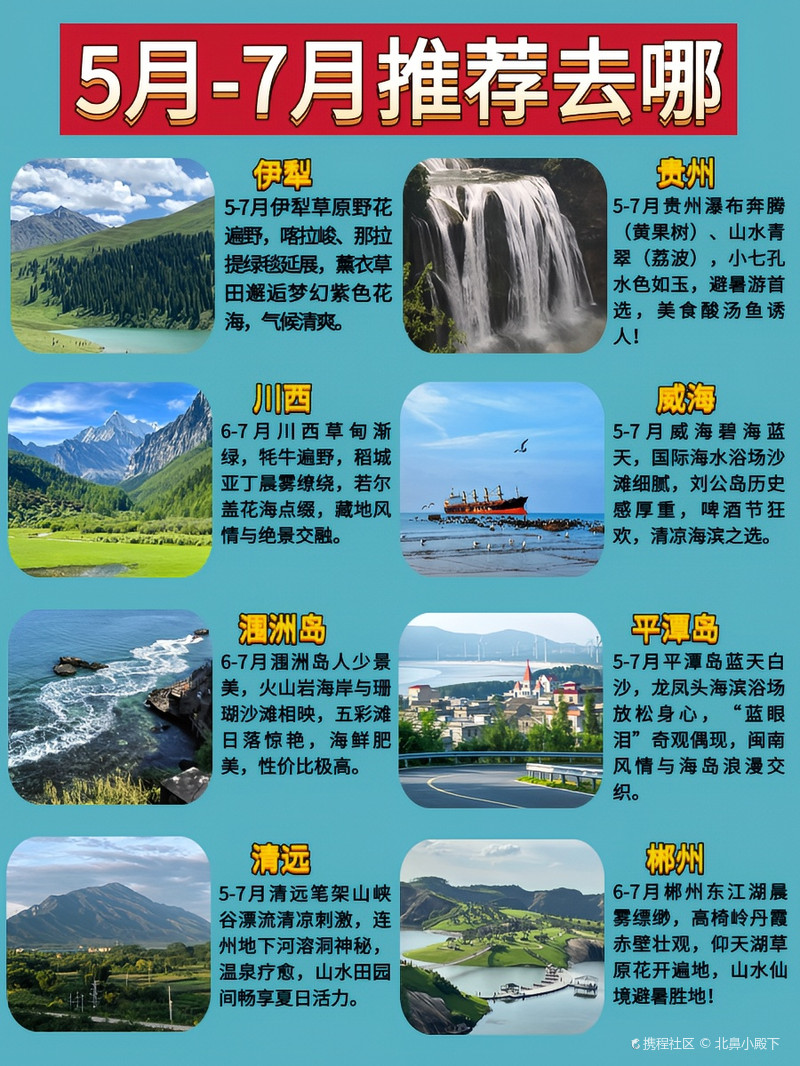 5月-7月推荐去哪
伊犁
5-7月伊犁草原野花
遍野，喀拉峻、那拉
提绿毯延展，薰衣草
田邂逅梦幻紫色花
海，气候清爽。
贵州
5-7月贵州瀑布奔腾
（黄果树）、山水青
翠（荔波），小七孔
水色如玉，避暑游首
选，美食酸汤鱼诱
人！
川西
6-7月川西草甸渐
绿，牦牛遍野，稻城
亚丁晨雾缭绕，若尔
盖花海点缀，藏地风
情与绝景交融。
威海
5-7月威海碧海蓝
天，国际海水浴场沙
滩细腻，刘公岛历史
感厚重，啤酒节狂
欢，清凉海滨之选。
涠洲岛
6-7月涠洲岛人少景
美，火山岩海岸与珊
瑚沙滩相映，五彩滩
日落惊艳，海鲜肥
美，性价比极高。
平潭岛
5-7月平潭岛蓝天白
沙，龙凤头海滨浴场
放松身心，“蓝眼
泪”奇观偶现，闽南
风情与海岛浪漫交
织。
清远
5-7月清远笔架山峡
谷漂流清凉刺激，连
州地下河溶洞神秘，
温泉疗愈，山水田园
间畅享夏日活力。
郴州
6-7月郴州东江湖晨
雾缥缈，高椅岭丹霞
赤壁壮观，仰天湖草
原花开遍地，山水仙
境避暑胜地！
携程社区 © 北鼻小殿下